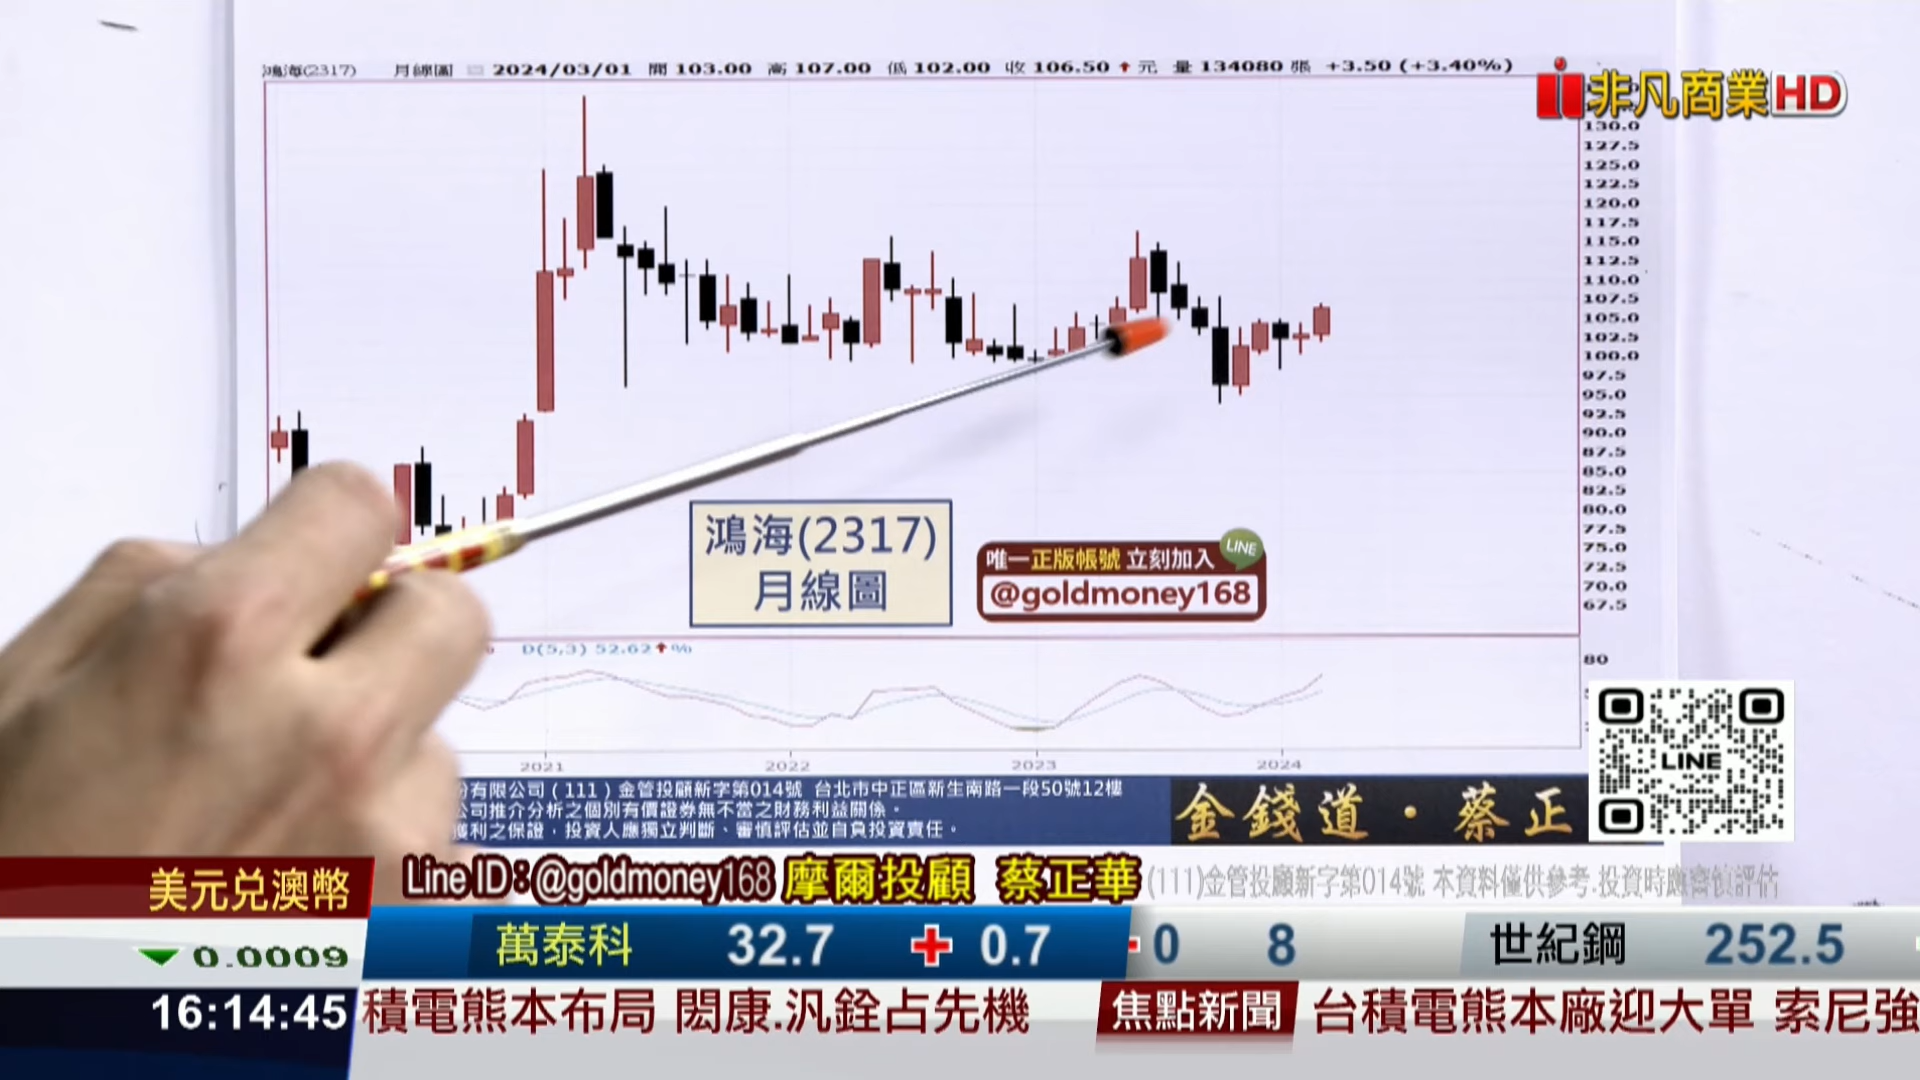 鴻海(2317) 月線圖 2024/03/01 開 103.00 高 107.00 低 102.00 收 106.50 ↑ 元 量 134080 張 +3.50 (+3.40%)
非凡商業HD
130.0
127.5
125.0
122.5
120.0
117.5
115.0
112.5
110.0
107.5
105.0
102.5
100.0
97.5
95.0
92.5
90.0
87.5
85.0
82.5
80.0
77.5
75.0
72.5
70.0
67.5
鴻海(2317)
月線圖
唯一正版帳號 立刻加入
LINE
@goldmoney168
D(5,3) 52.62↑%
80
2021 2022 2023 2024
LINE
有限公司(111)金管投顧新字第014號 台北市中正區新生南路一段50號12樓
公司推介分析之個別有價證券無不當之財務利益關係。
獲利之保證,投資人應獨立判斷、審慎評估並自負投資責任。
金錢道·蔡正
Line ID:@goldmoney168 摩爾投顧 蔡正華 (111)金管投顧新字第014號 本資料僅供參考.投資時應審慎評估
美元兌澳幣
▼0.0009
萬泰科 32.7 + 0.7 0 8 世紀鋼 252.5
16:14:45
積電熊本布局 閎康.汎銓占先機 焦點新聞 台積電熊本廠迎大單 索尼強